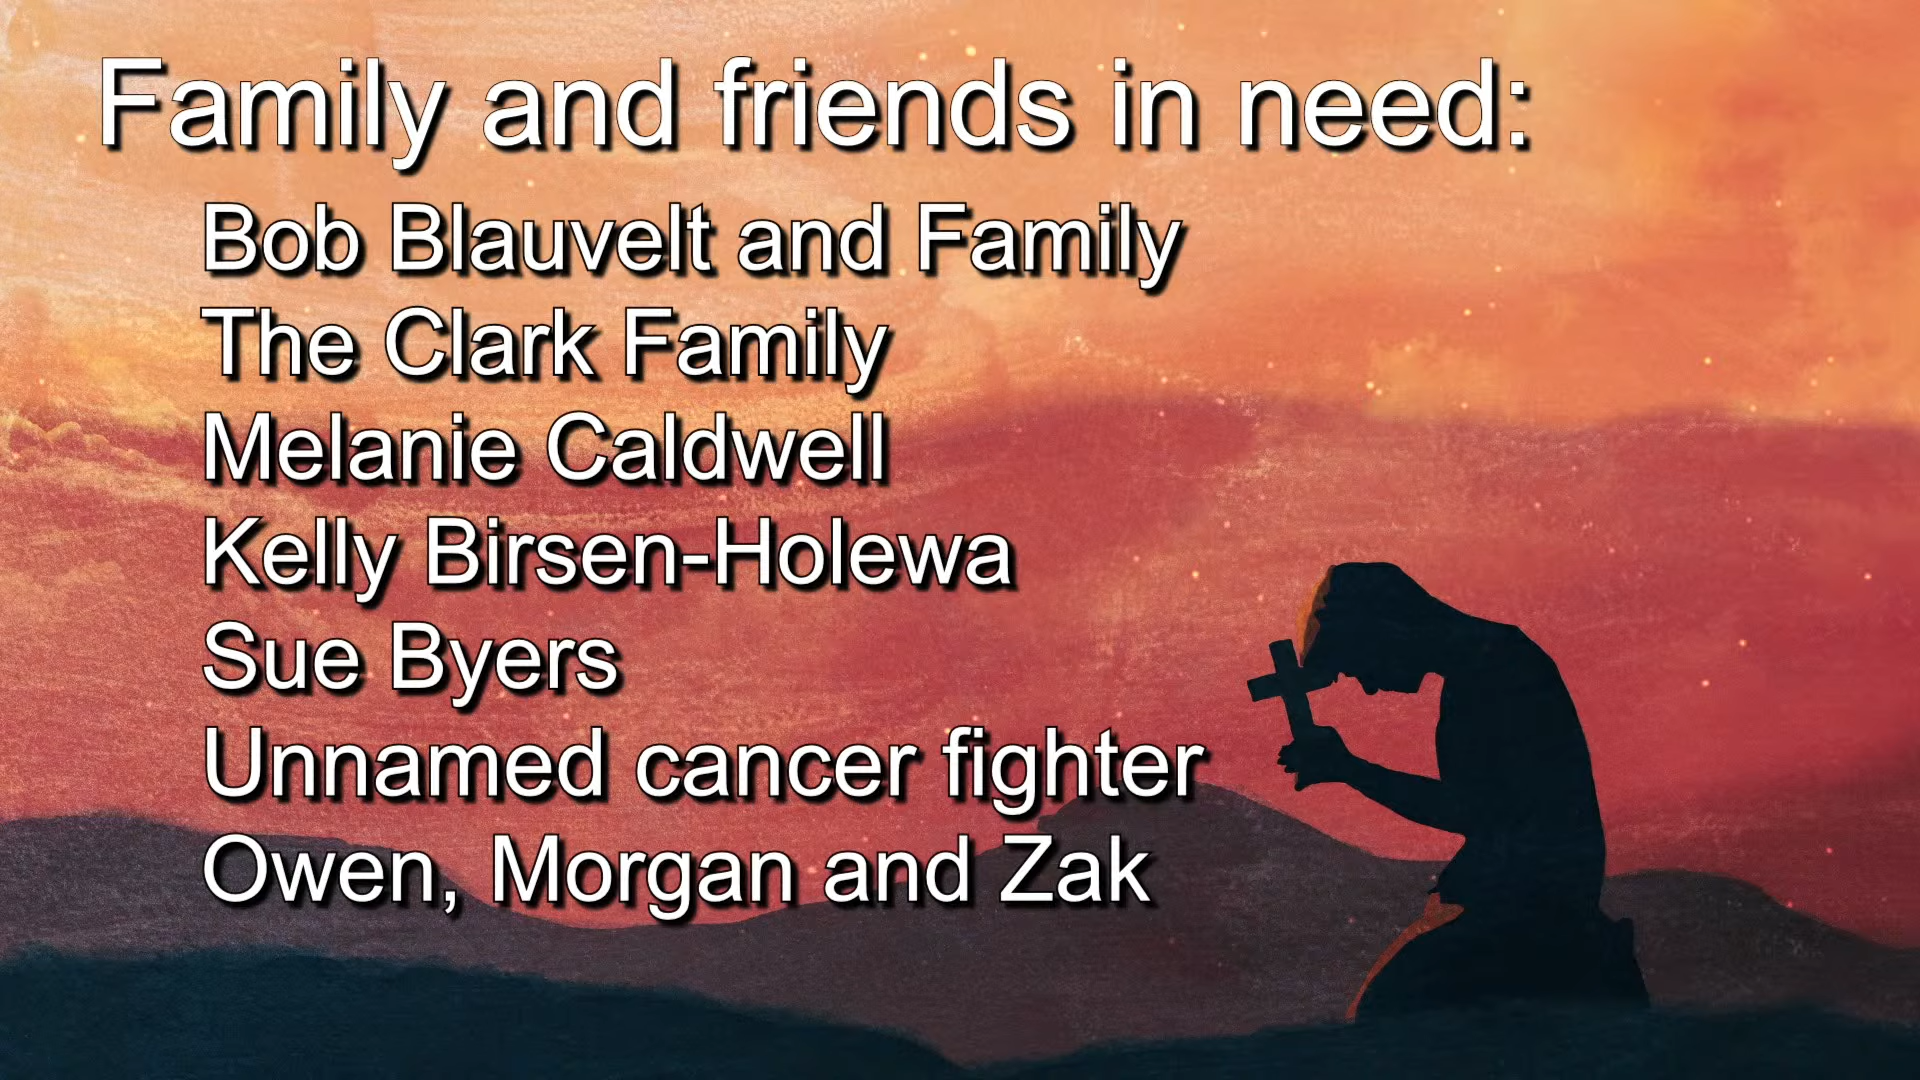 Family and friends in need:
Bob Blauvelt and Family
The Clark Family
Melanie Caldwell
Kelly Birsen-Holewa
Sue Byers
Unnamed cancer fighter
Owen, Morgan and Zak